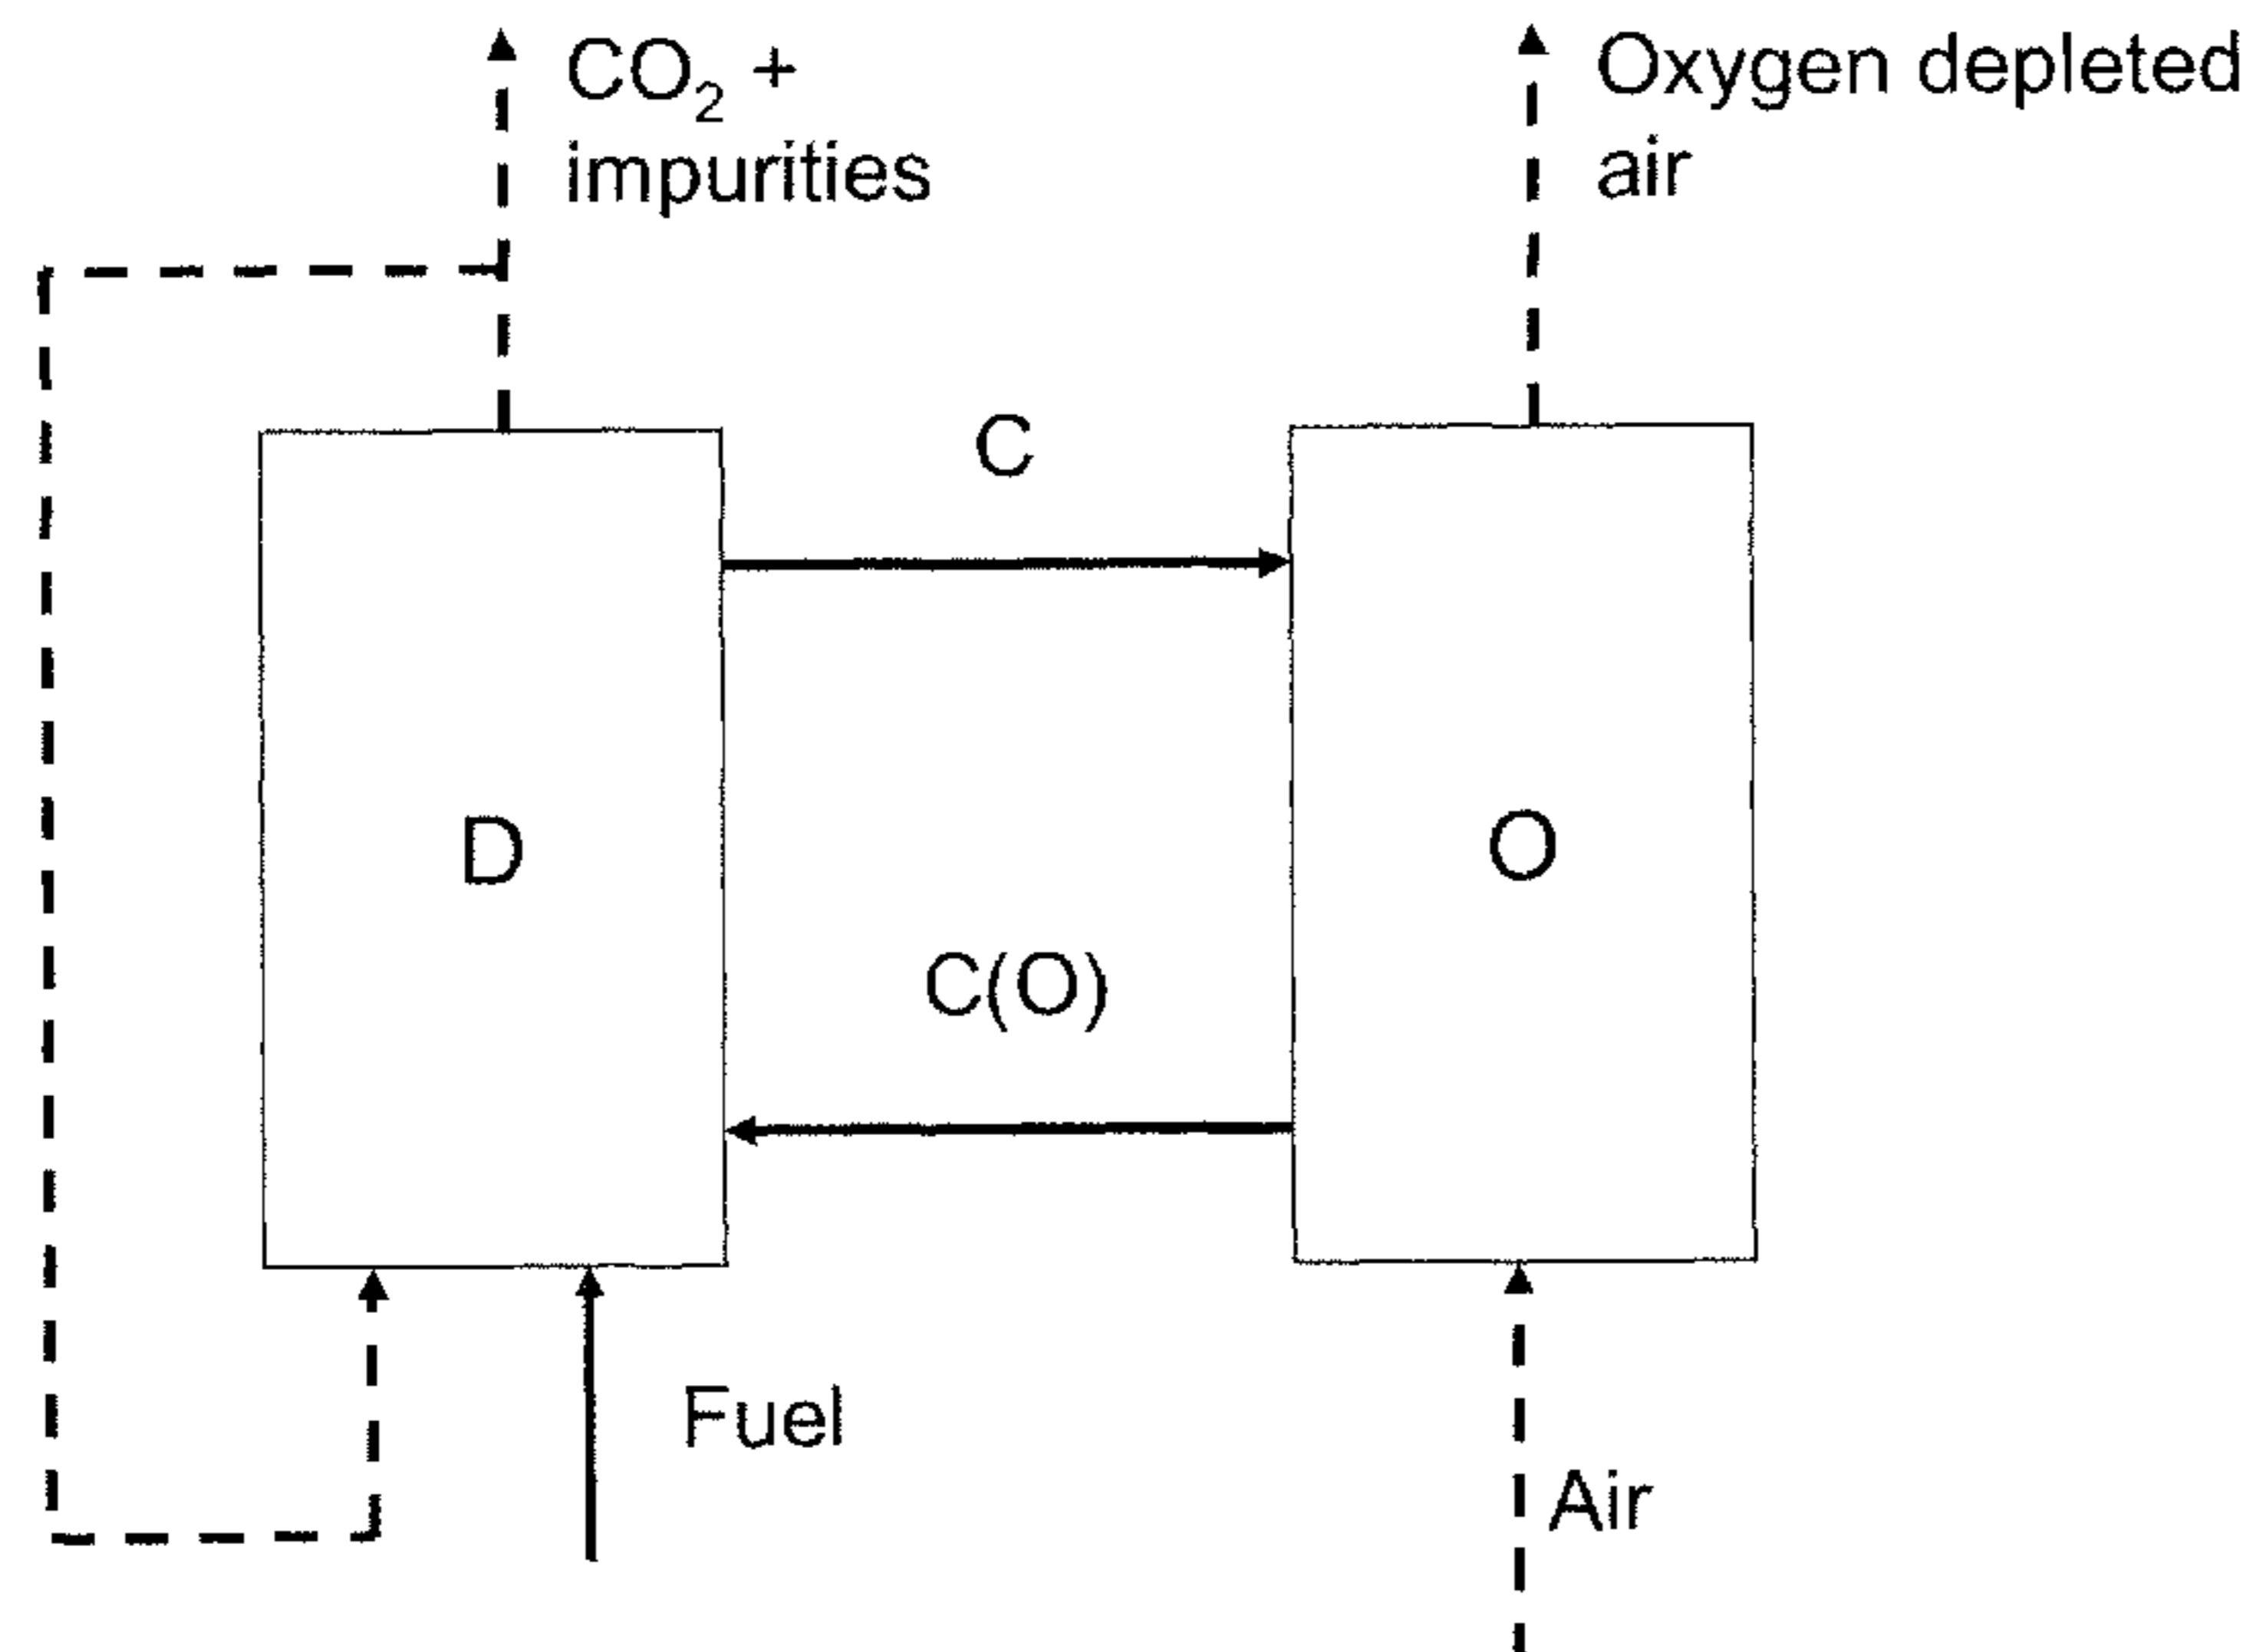 CO₂ +
impurities
Oxygen depleted
air
C
D
O
C(O)
Fuel
Air